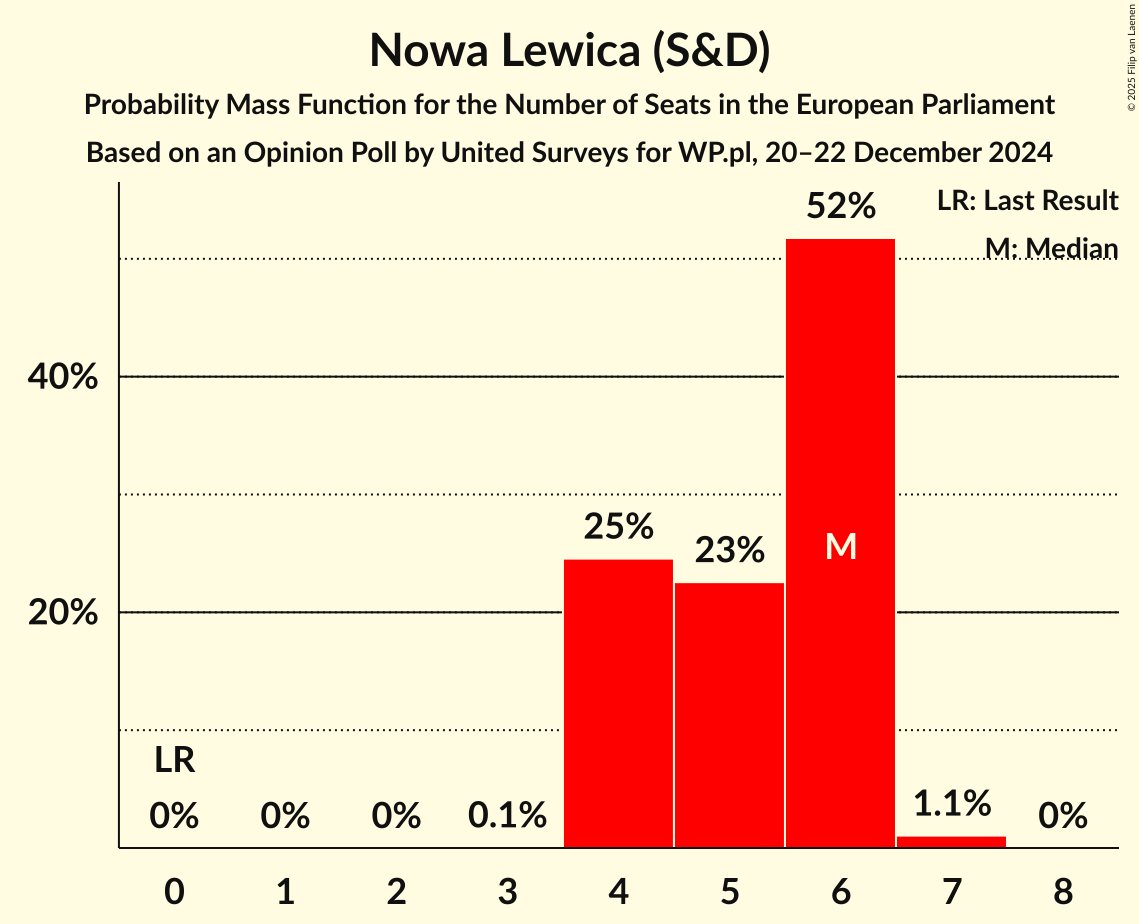 Nowa Lewica (S&D)
Probability Mass Function for the Number of Seats in the European Parliament
Based on an Opinion Poll by United Surveys for WP.pl, 20–22 December 2024
© 2025 Filip van Laenen
LR: Last Result
M: Median
52%
40%
25%
23%
M
20%
LR
0%
0%
0%
0.1%
1.1%
0%
0
1
2
3
4
5
6
7
8